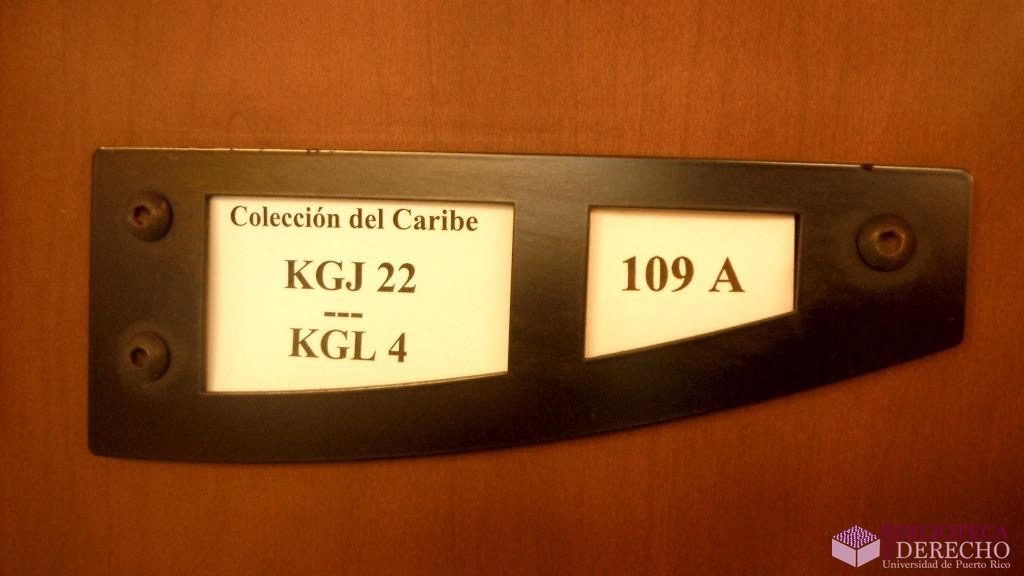 Colección del Caribe
KGJ 22
---
KGL 4
109 A
BIBLIOTECA
DERECHO
Universidad de Puerto Rico